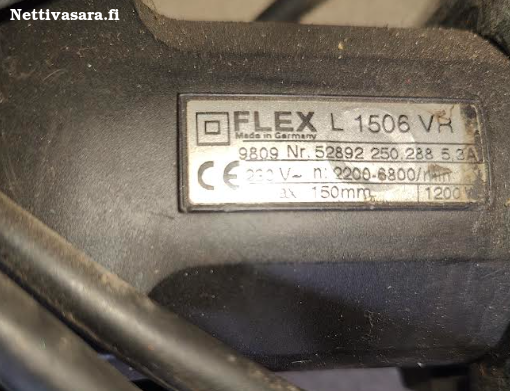 Nettivasara.fi
FLEX L 1506 VR
Made in Germany
9809 Nr. 52892 250.288 5,3A
CE 230 V~ n: 2200-6800/min
150mm 1200